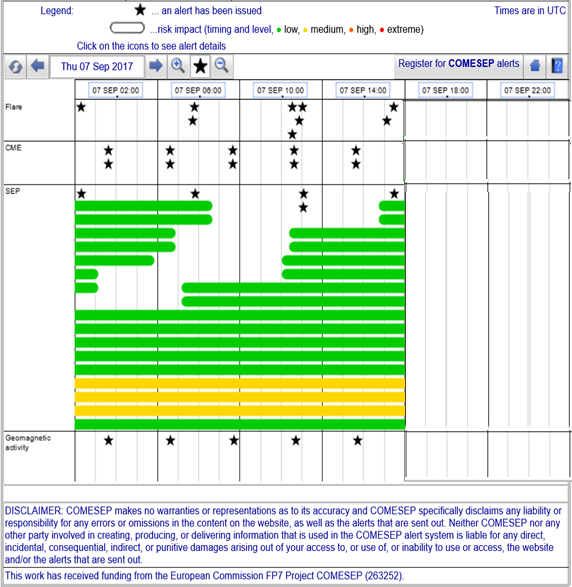 Legend: ★ ... an alert has been issued Times are in UTC
...risk impact (timing and level, • low, • medium, • high, • extreme)
Click on the icons to see alert details
Thu 07 Sep 2017 Register for COMESEP alerts
07 SEP 02:00 07 SEP 06:00 07 SEP 10:00 07 SEP 14:00 07 SEP 18:00 07 SEP 22:00
Flare
CME
SEP
Geomagnetic
activity
DISCLAIMER: COMESEP makes no warranties or representations as to its accuracy and COMESEP specifically disclaims any liability or
responsibility for any errors or omissions in the content on the website, as well as the alerts that are sent out. Neither COMESEP nor any
other party involved in creating, producing, or delivering information that is used in the COMESEP alert system is liable for any direct,
incidental, consequential, indirect, or punitive damages arising out of your access to, or use of, or inability to use or access, the website
and/or the alerts that are sent out.
This work has received funding from the European Commission FP7 Project COMESEP (263252).